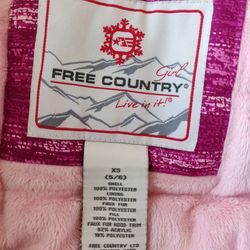 Girl
FREE COUNTRY®
Live in it!®
XS
(5/6)
SHELL
100% POLYESTER
LINING
100% POLYESTER
FAUX FUR
100% POLYESTER
FILL
100% POLYESTER
FAUX FUR HOOD TRIM
82% ACRYLIC
18% POLYESTER
FREE COUNTRY LTD